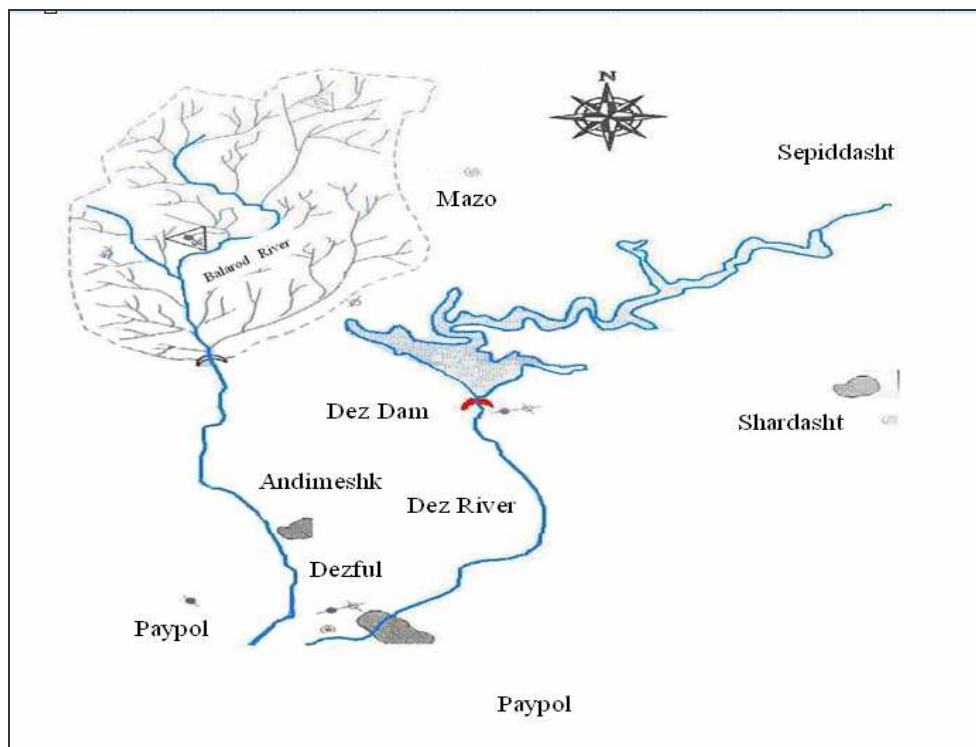 N
Sepiddasht
Mazo
Balarod River
Dez Dam
Shardasht
Andimeshk
Dez River
Dezful
Paypol
Paypol